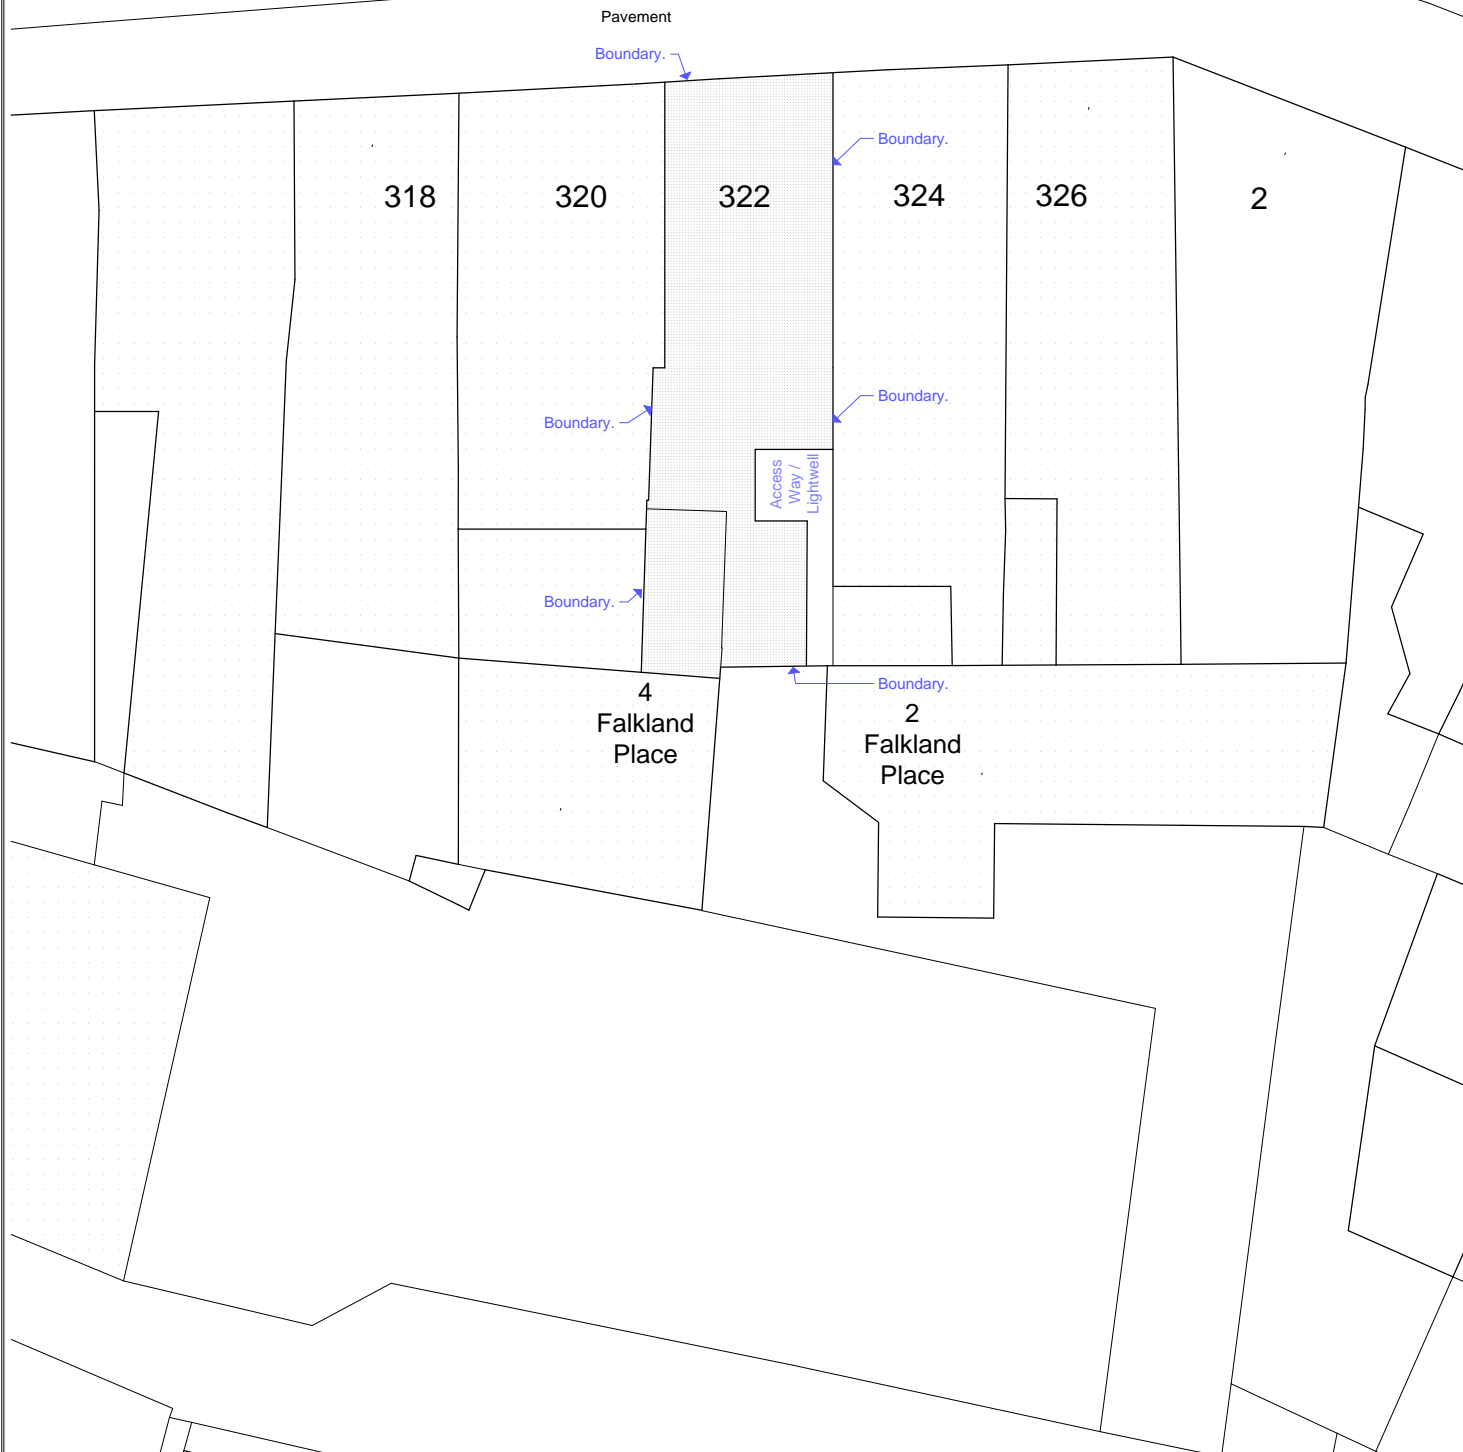 Pavement
Boundary.
Boundary.
318
320
322
324
326
2
Boundary.
Boundary.
Access
Way /
Lightwell
Boundary.
Boundary.
4
Falkland
Place
2
Falkland
Place